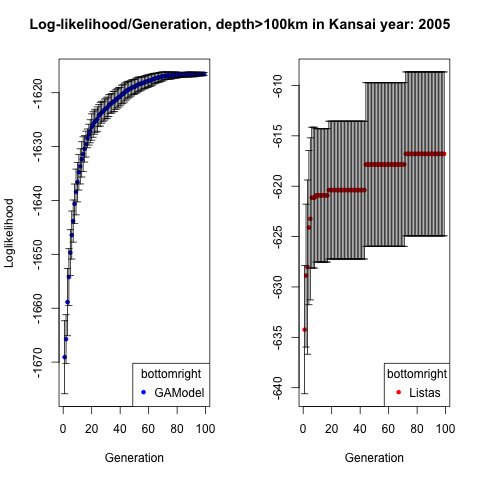 Log-likelihood/Generation, depth>100km in Kansai year: 2005
Loglikelihood
-1620
-1630
-1640
-1650
-1660
-1670
bottomright
GAModel
0 20 40 60 80 100
Generation
-610
-615
-620
-625
-630
-635
-640
bottomright
Listas
0 20 40 60 80 100
Generation